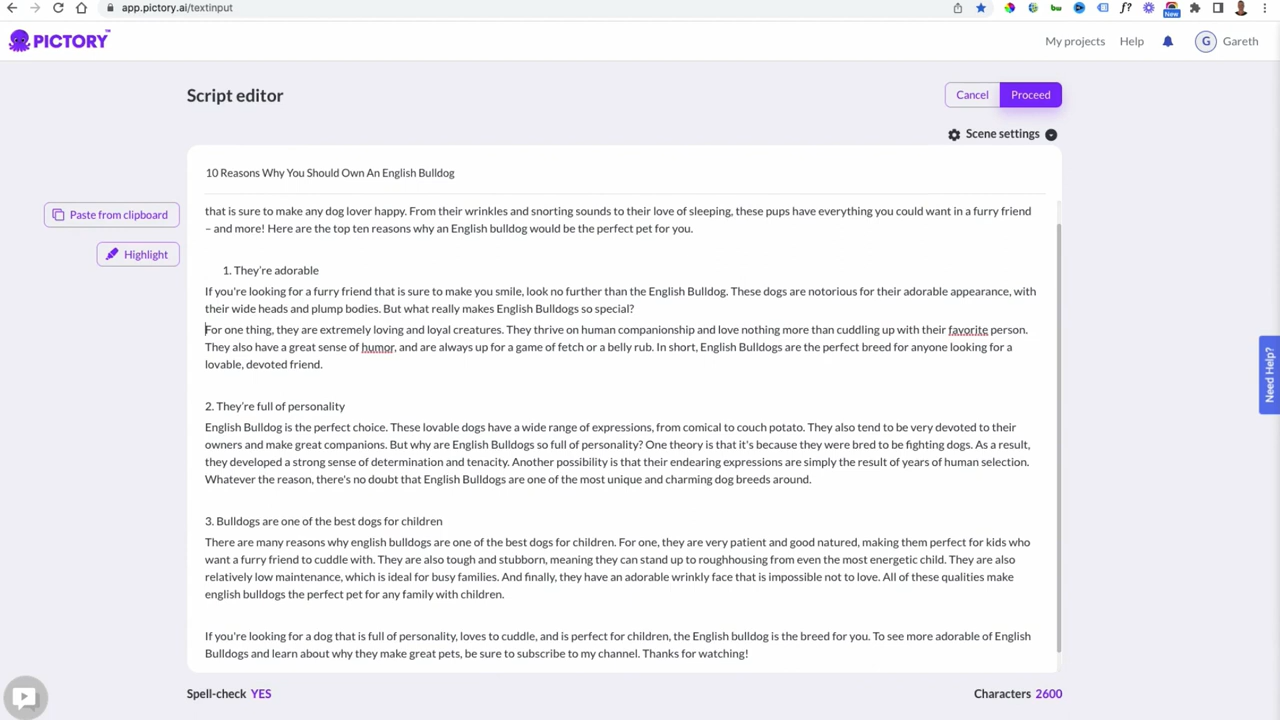 app.pictory.ai/textinput
New
PICTORY
My projects
Help
G
Gareth
Script editor
Cancel
Proceed
Scene settings
10 Reasons Why You Should Own An English Bulldog
Paste from clipboard
Highlight
that is sure to make any dog lover happy. From their wrinkles and snorting sounds to their love of sleeping, these pups have everything you could want in a furry friend
– and more! Here are the top ten reasons why an English bulldog would be the perfect pet for you.
1. They're adorable
If you're looking for a furry friend that is sure to make you smile, look no further than the English Bulldog. These dogs are notorious for their adorable appearance, with
their wide heads and plump bodies. But what really makes English Bulldogs so special?
For one thing, they are extremely loving and loyal creatures. They thrive on human companionship and love nothing more than cuddling up with their favorite person.
They also have a great sense of humor, and are always up for a game of fetch or a belly rub. In short, English Bulldogs are the perfect breed for anyone looking for a
lovable, devoted friend.
2. They're full of personality
English Bulldog is the perfect choice. These lovable dogs have a wide range of expressions, from comical to couch potato. They also tend to be very devoted to their
owners and make great companions. But why are English Bulldogs so full of personality? One theory is that it's because they were bred to be fighting dogs. As a result,
they developed a strong sense of determination and tenacity. Another possibility is that their endearing expressions are simply the result of years of human selection.
Whatever the reason, there's no doubt that English Bulldogs are one of the most unique and charming dog breeds around.
3. Bulldogs are one of the best dogs for children
There are many reasons why english bulldogs are one of the best dogs for children. For one, they are very patient and good natured, making them perfect for kids who
want a furry friend to cuddle with. They are also tough and stubborn, meaning they can stand up to roughhousing from even the most energetic child. They are also
relatively low maintenance, which is ideal for busy families. And finally, they have an adorable wrinkly face that is impossible not to love. All of these qualities make
english bulldogs the perfect pet for any family with children.
If you're looking for a dog that is full of personality, loves to cuddle, and is perfect for children, the English bulldog is the breed for you. To see more adorable of English
Bulldogs and learn about why they make great pets, be sure to subscribe to my channel. Thanks for watching!
Need Help?
Spell-check YES
Characters 2600